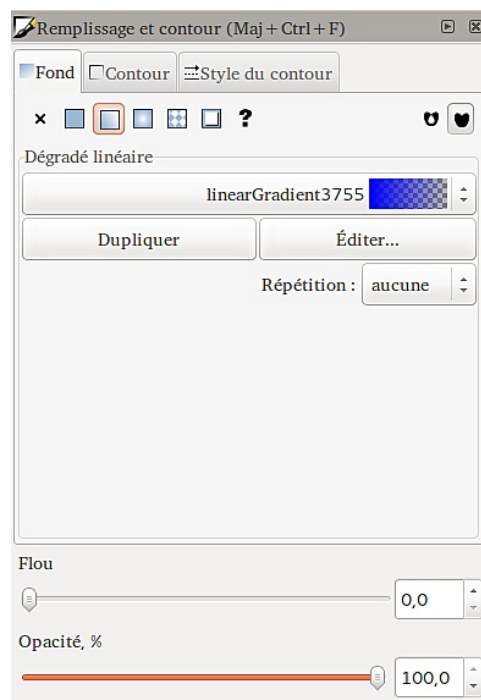 Remplissage et contour (Maj+Ctrl+F)
Fond Contour Style du contour
?
Dégradé linéaire
linearGradient3755
Dupliquer Éditer...
Répétition : aucune
Flou
0,0
Opacité, %
100,0